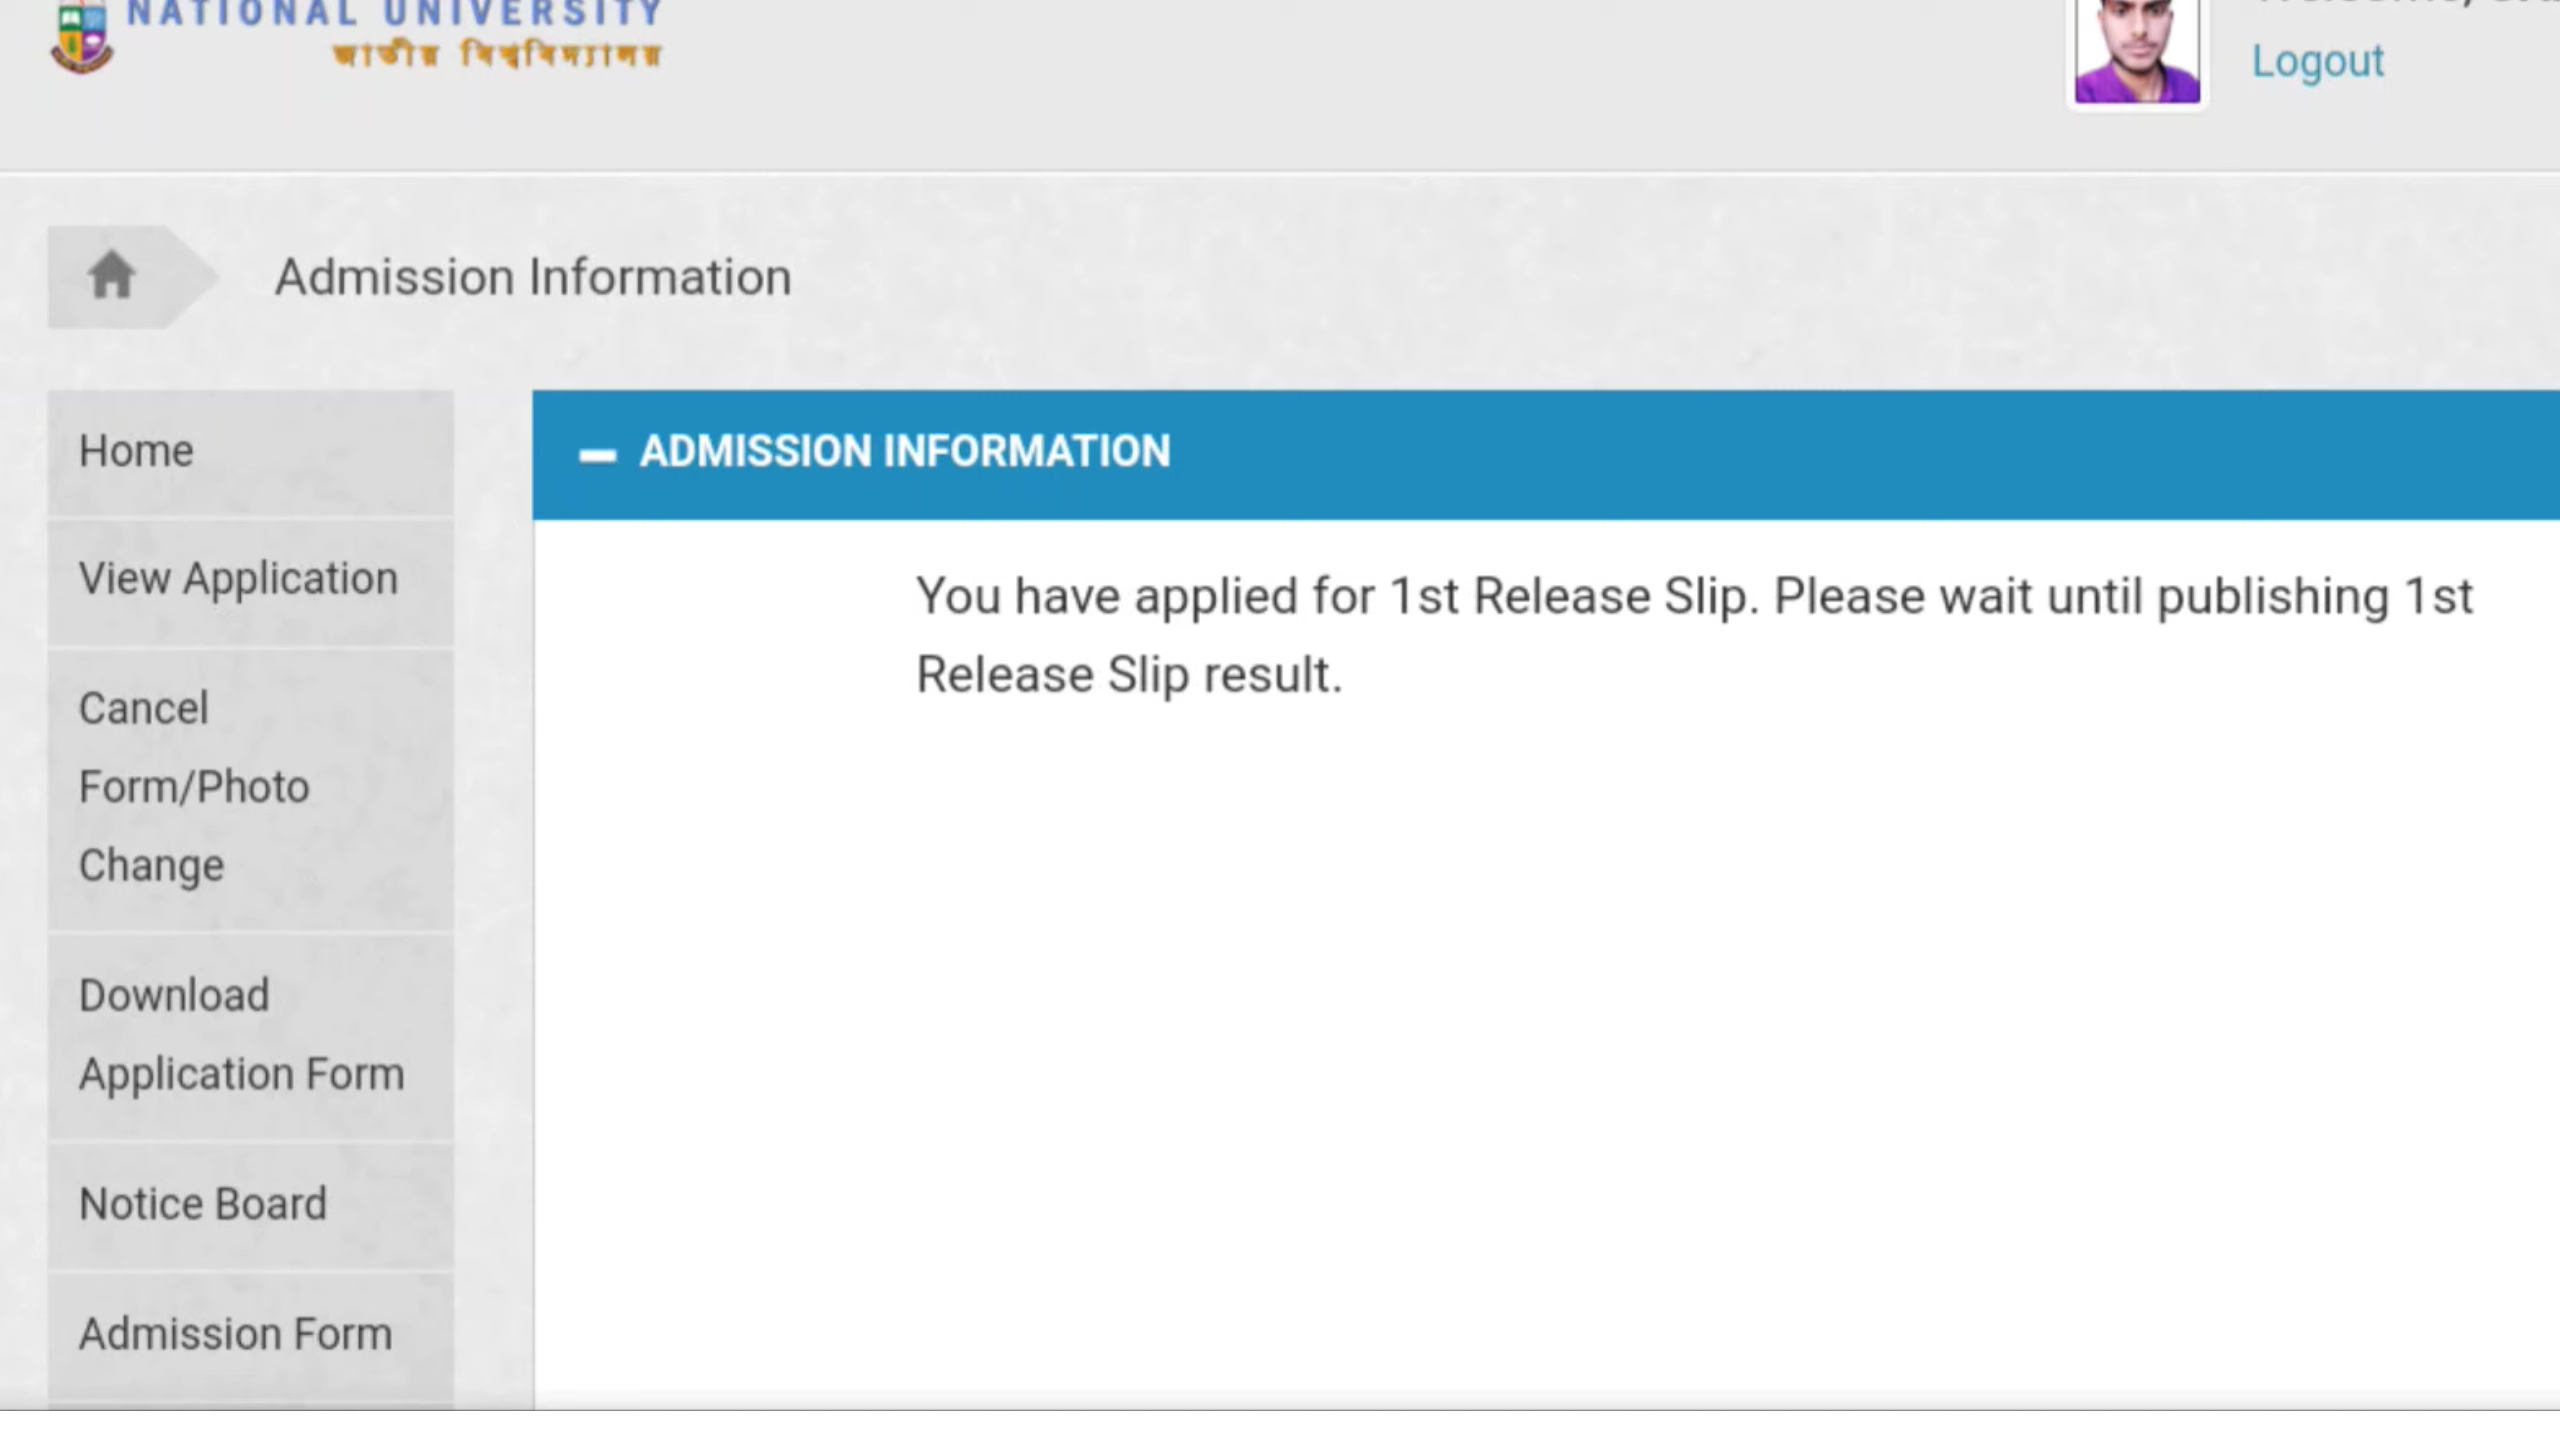 NATIONAL UNIVERSITY
জাতীয় বিশ্ববিদ্যালয়
Logout
Admission Information
Home
View Application
Cancel
Form/Photo
Change
Download
Application Form
Notice Board
Admission Form
ADMISSION INFORMATION
You have applied for 1st Release Slip. Please wait until publishing 1st
Release Slip result.